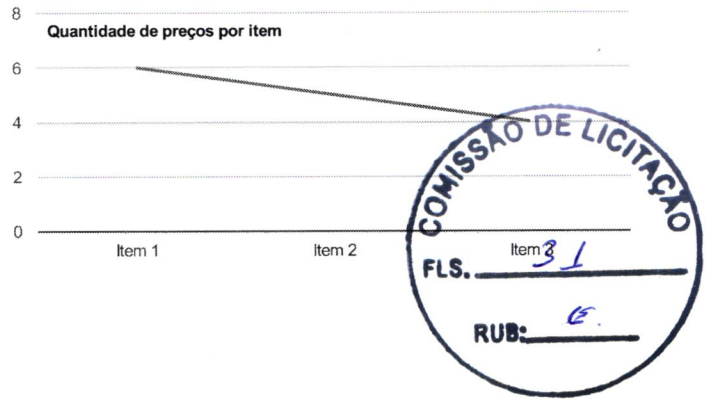 8
Quantidade de preços por item
6
4
2
0
Item 1
Item 2
Item 3
COMISSÃO DE LICITAÇÃO
FLS. 31
RUB: